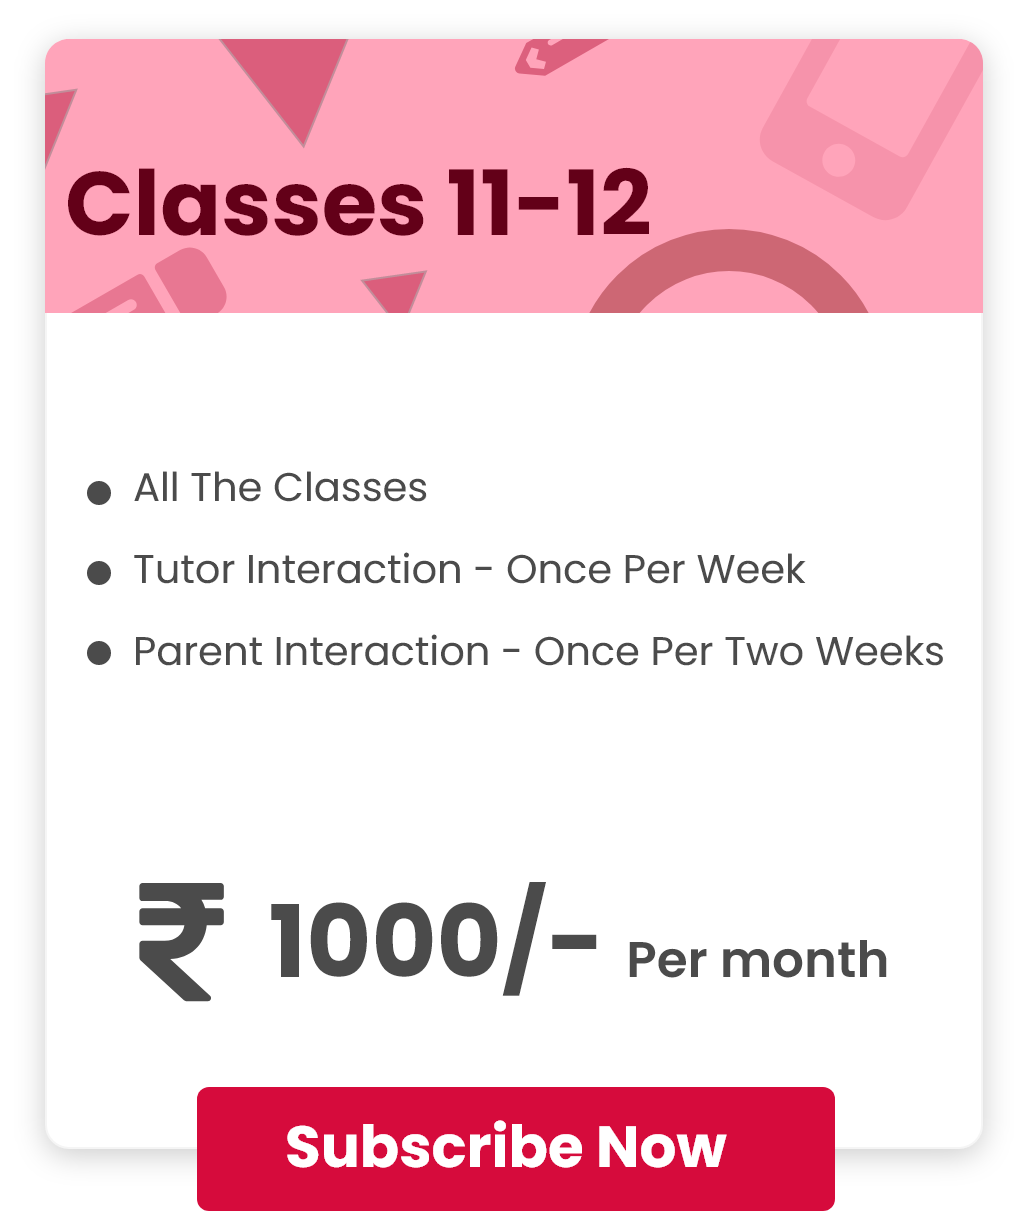 Classes 11-12
All The Classes
Tutor Interaction - Once Per Week
Parent Interaction - Once Per Two Weeks
₹ 1000/- Per month
Subscribe Now